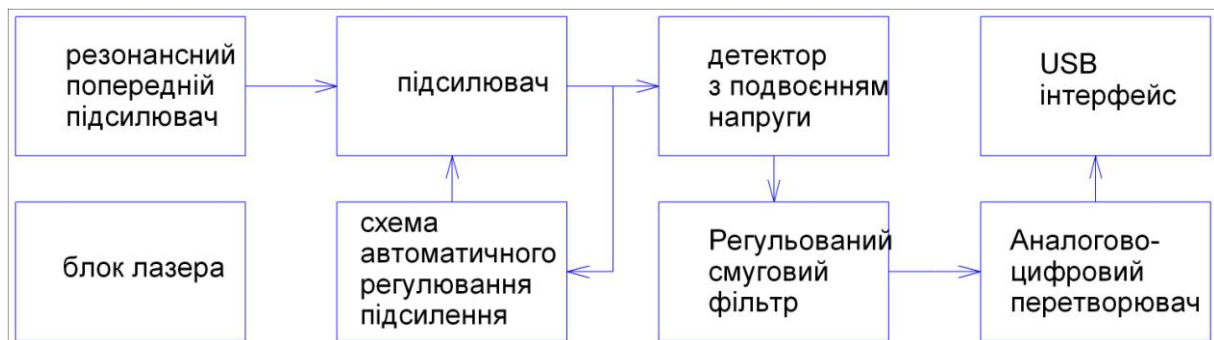 резонансний
попередній
підсилювач
підсилювач
детектор
з подвоєнням
напруги
USB
інтерфейс
блок лазера
схема
автоматичного
регулювання
підсилення
Регульований
смуговий
фільтр
Аналогово-
цифровий
перетворювач